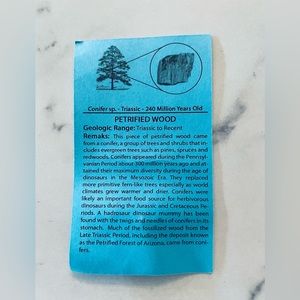 Conifer sp. - Triassic - 240 Million Years Old
PETRIFIED WOOD
Geologic Range: Triassic to Recent
Remaks: This piece of petrified wood came
from a conifer, a group of trees and shrubs that in-
cludes evergreen trees such as pines, spruces and
redwoods. Conifers appeared during the Pennsyl-
vanian Period about 300 million years ago and at-
tained their maximum diversity during the age of
dinosaurs in the Mesozoic Era. They replaced
more primitive fern-like trees especially as world
climates grew warmer and drier. Conifers were
likely an important food source for herbivorous
dinosaurs during the Jurassic and Cretaceous Pe-
riods. A hadrosaur dinosaur mummy has been
found with the twigs and needles of conifers in its
stomach. Much of the fossilized wood from the
Late Triassic Period, including the deposit known
as the Petrified Forest of Arizona, came from coni-
fers.